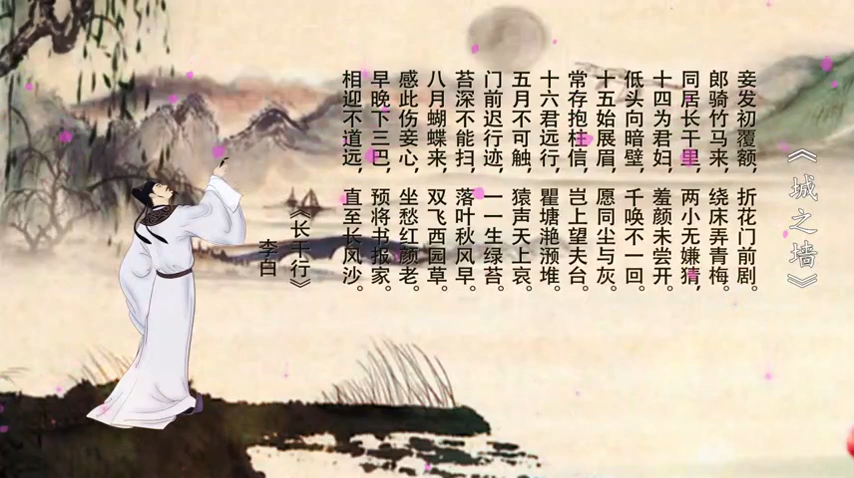 《城之墙》
妾发初覆额，折花门前剧。
郎骑竹马来，绕床弄青梅。
同居长干里，两小无嫌猜，
十四为君妇，羞颜未尝开。
低头向暗壁，千唤不一回。
十五始展眉，愿同尘与灰。
常存抱柱信，岂上望夫台。
十六君远行，瞿塘滟滪堆。
五月不可触，猿声天上哀。
门前迟行迹，一一生绿苔。
苔深不能扫，落叶秋风早。
八月蝴蝶来，双飞西园草。
感此伤妾心，坐愁红颜老。
早晚下三巴，预将书报家。
相迎不道远，直至长风沙。
《长干行》
李白